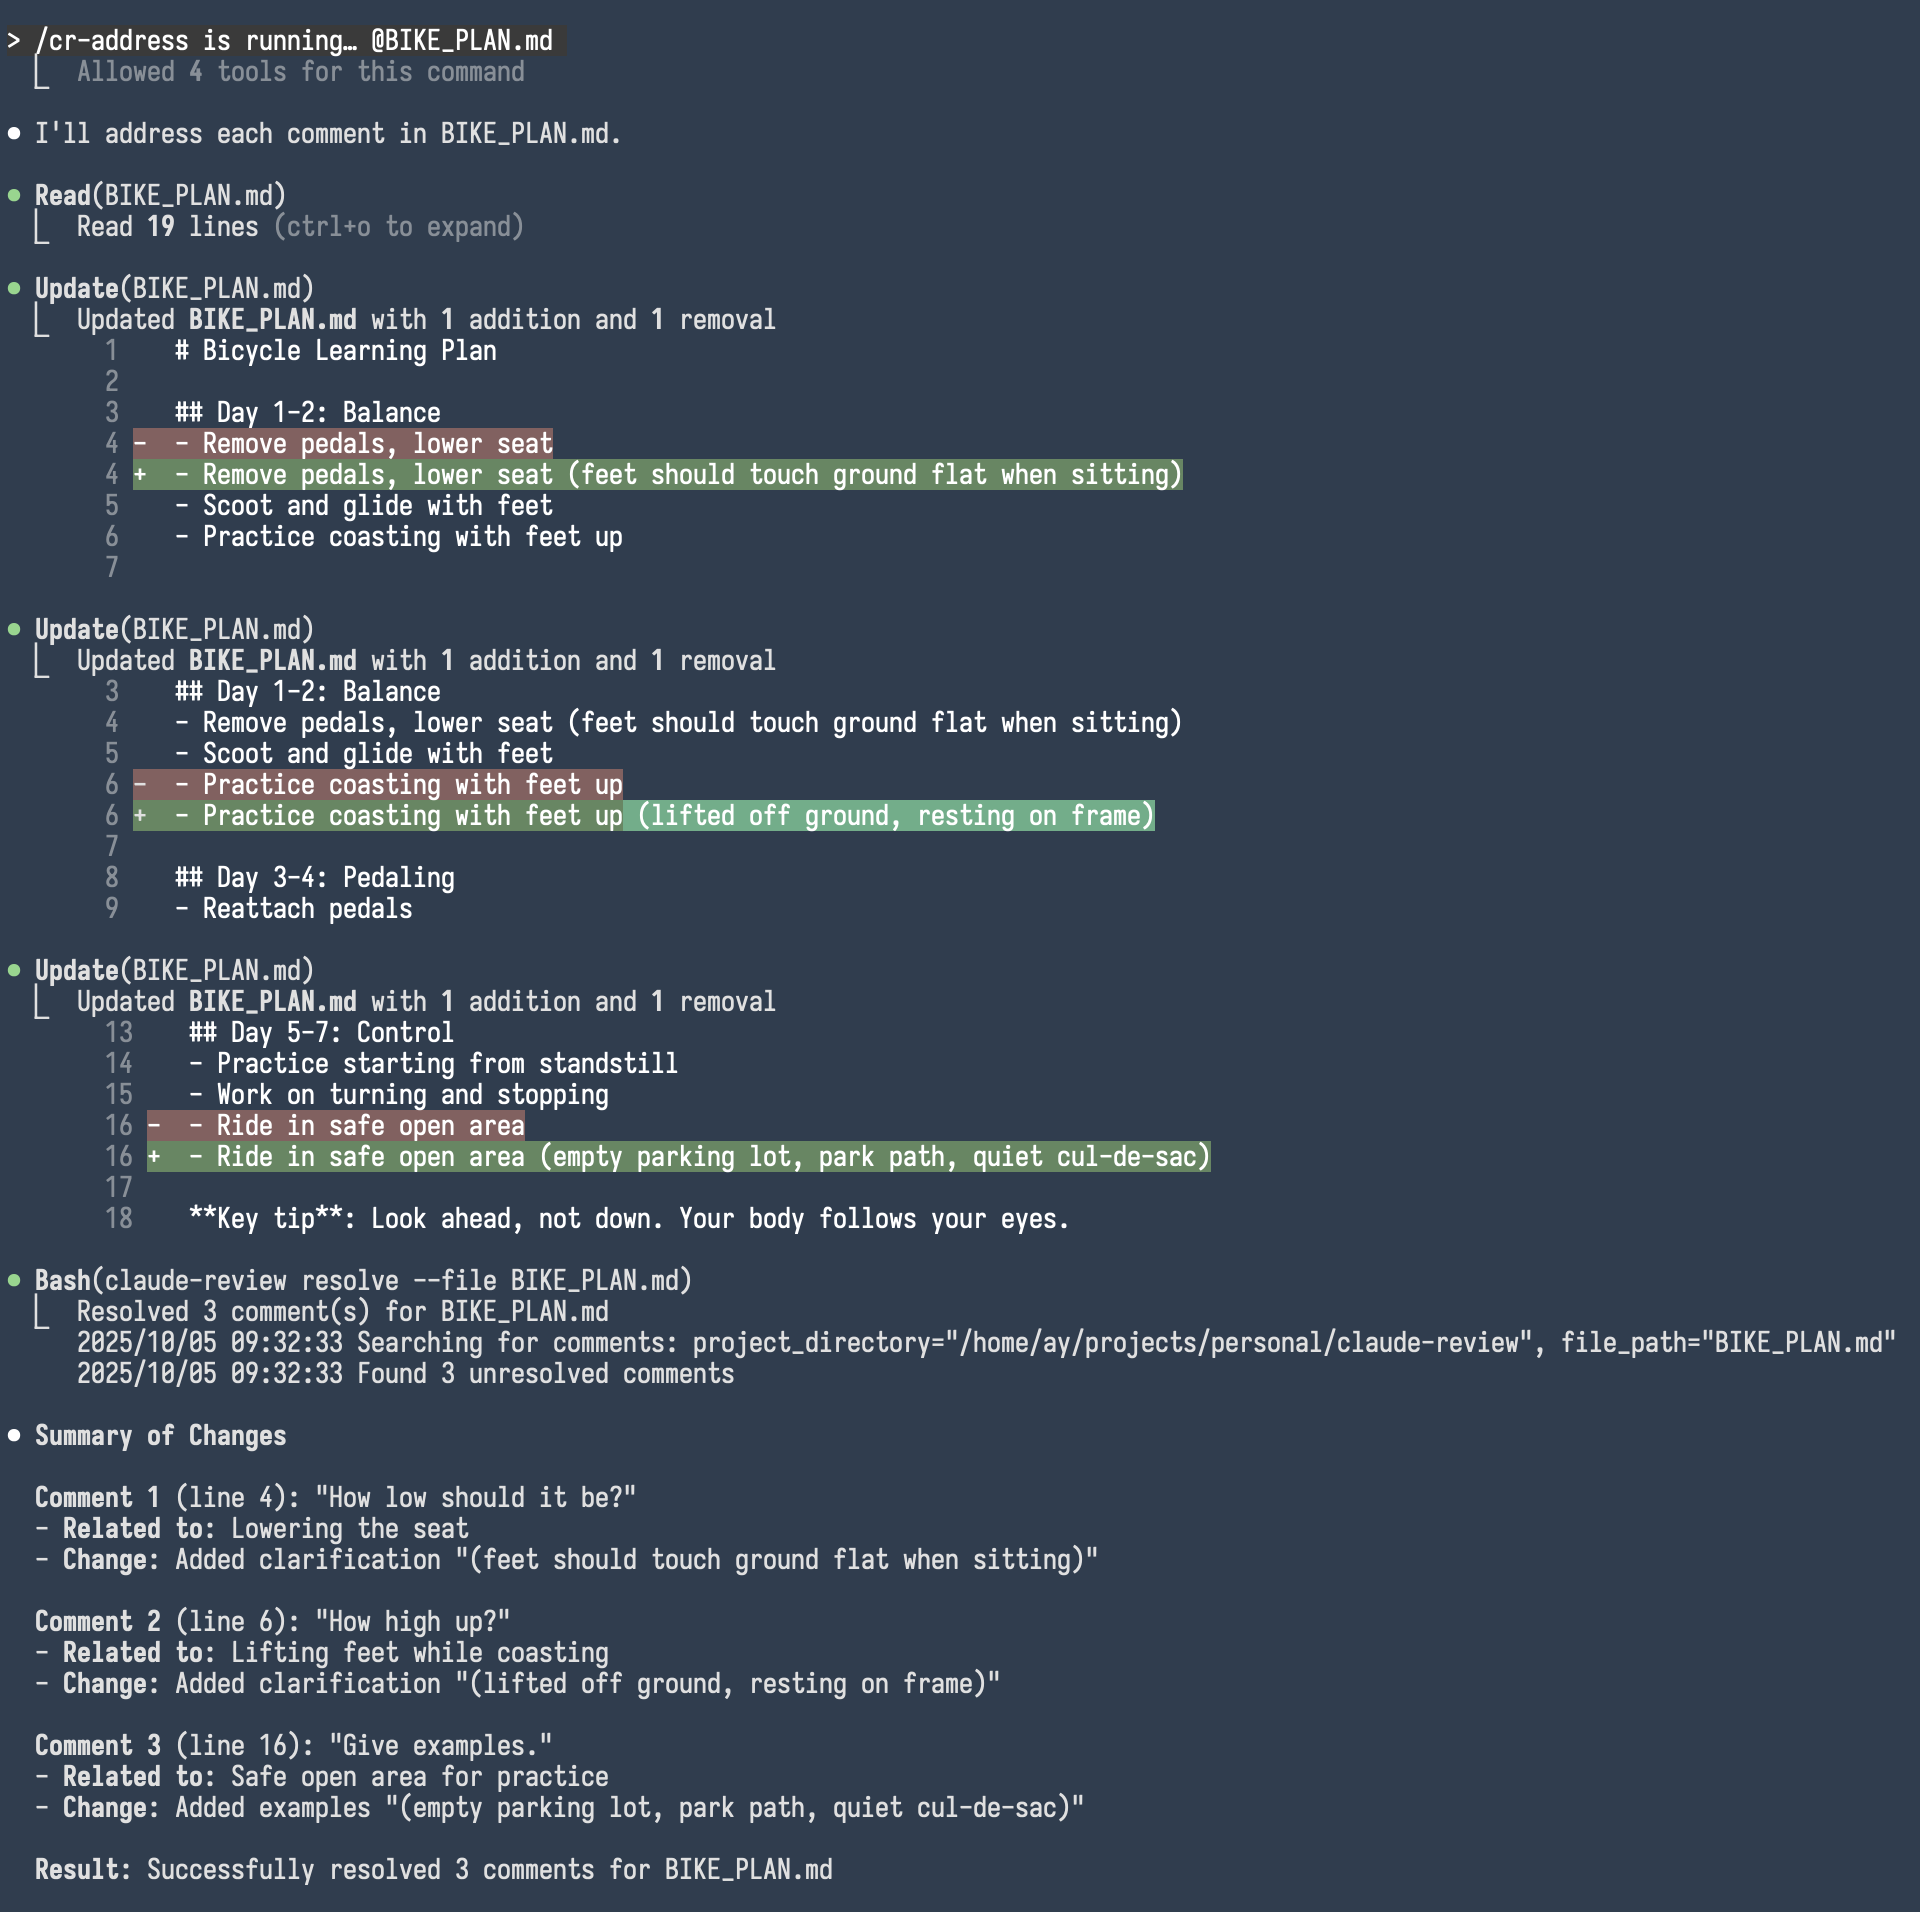 > /cr-address is running… @BIKE_PLAN.md
⎿  Allowed 4 tools for this command
● I'll address each comment in BIKE_PLAN.md.
● Read(BIKE_PLAN.md)
⎿  Read 19 lines (ctrl+o to expand)
● Update(BIKE_PLAN.md)
⎿  Updated BIKE_PLAN.md with 1 addition and 1 removal
1    # Bicycle Learning Plan
2
3    ## Day 1-2: Balance
4 -  - Remove pedals, lower seat
4 +  - Remove pedals, lower seat (feet should touch ground flat when sitting)
5    - Scoot and glide with feet
6    - Practice coasting with feet up
7
● Update(BIKE_PLAN.md)
⎿  Updated BIKE_PLAN.md with 1 addition and 1 removal
3    ## Day 1-2: Balance
4    - Remove pedals, lower seat (feet should touch ground flat when sitting)
5    - Scoot and glide with feet
6 -  - Practice coasting with feet up
6 +  - Practice coasting with feet up (lifted off ground, resting on frame)
7
8    ## Day 3-4: Pedaling
9    - Reattach pedals
● Update(BIKE_PLAN.md)
⎿  Updated BIKE_PLAN.md with 1 addition and 1 removal
13    ## Day 5-7: Control
14    - Practice starting from standstill
15    - Work on turning and stopping
16 -  - Ride in safe open area
16 +  - Ride in safe open area (empty parking lot, park path, quiet cul-de-sac)
17
18    **Key tip**: Look ahead, not down. Your body follows your eyes.
● Bash(claude-review resolve --file BIKE_PLAN.md)
⎿  Resolved 3 comment(s) for BIKE_PLAN.md
2025/10/05 09:32:33 Searching for comments: project_directory="/home/ay/projects/personal/claude-review", file_path="BIKE_PLAN.md"
2025/10/05 09:32:33 Found 3 unresolved comments
● Summary of Changes
Comment 1 (line 4): "How low should it be?"
- Related to: Lowering the seat
- Change: Added clarification "(feet should touch ground flat when sitting)"
Comment 2 (line 6): "How high up?"
- Related to: Lifting feet while coasting
- Change: Added clarification "(lifted off ground, resting on frame)"
Comment 3 (line 16): "Give examples."
- Related to: Safe open area for practice
- Change: Added examples "(empty parking lot, park path, quiet cul-de-sac)"
Result: Successfully resolved 3 comments for BIKE_PLAN.md